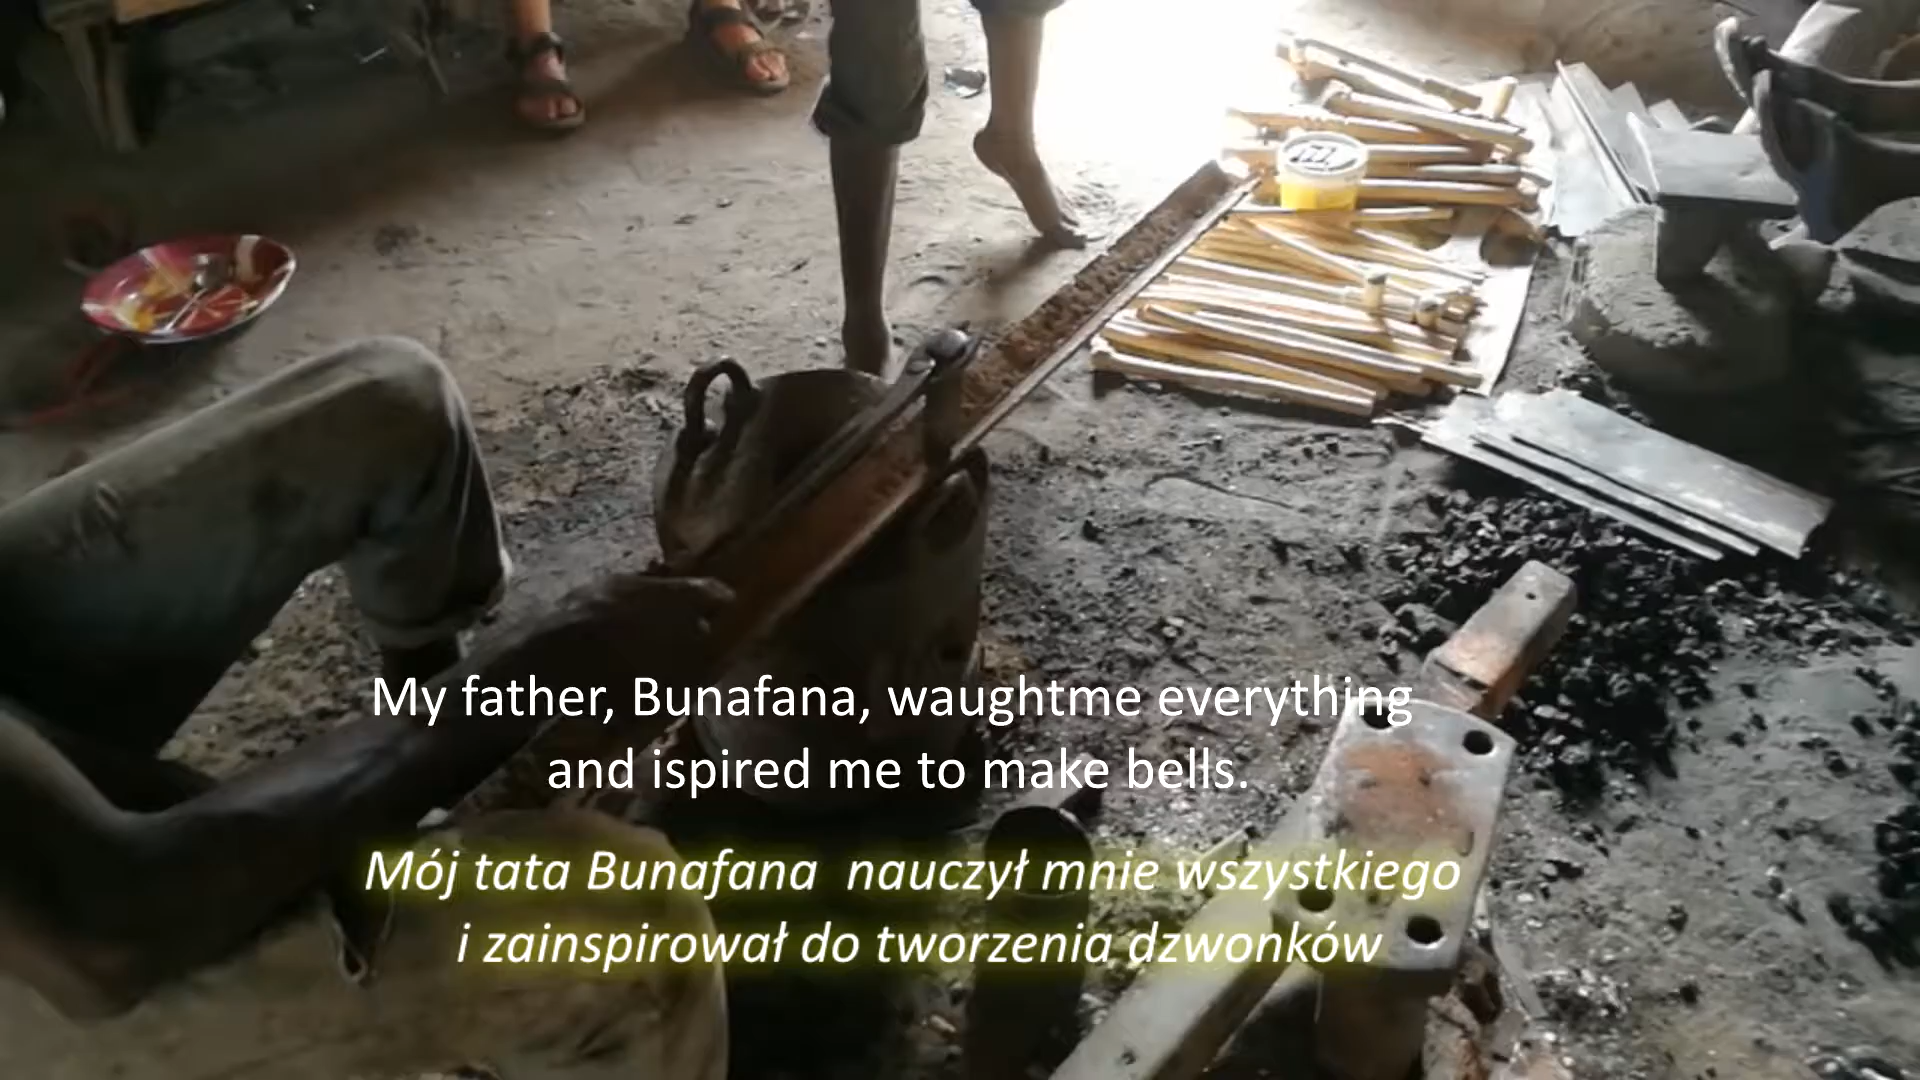 My father, Bunafana, waughtme everything
and ispired me to make bells.
Mój tata Bunafana nauczył mnie wszystkiego
i zainspirował do tworzenia dzwonków